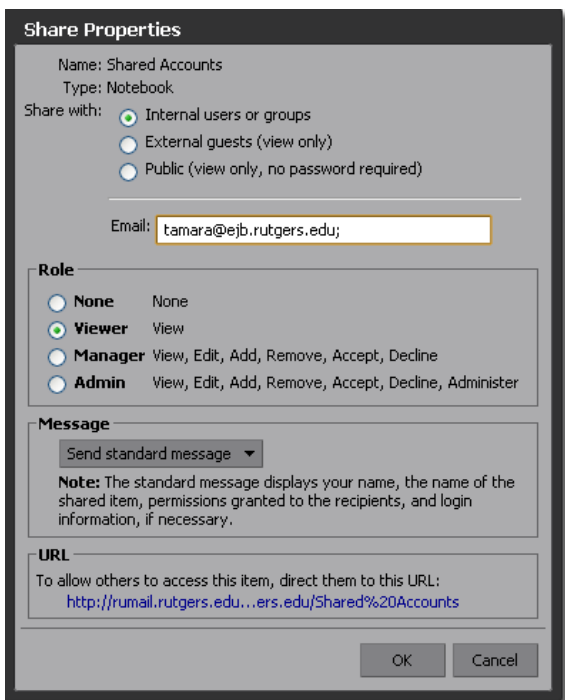 Share Properties
Name: Shared Accounts
Type: Notebook
Share with: Internal users or groups
External guests (view only)
Public (view only, no password required)
Email: tamara@ejb.rutgers.edu;
Role
None None
Viewer View
Manager View, Edit, Add, Remove, Accept, Decline
Admin View, Edit, Add, Remove, Accept, Decline, Administer
Message
Send standard message
Note: The standard message displays your name, the name of the
shared item, permissions granted to the recipients, and login
information, if necessary.
URL
To allow others to access this item, direct them to this URL:
http://rumail.rutgers.edu...ers.edu/Shared%20Accounts
OK Cancel